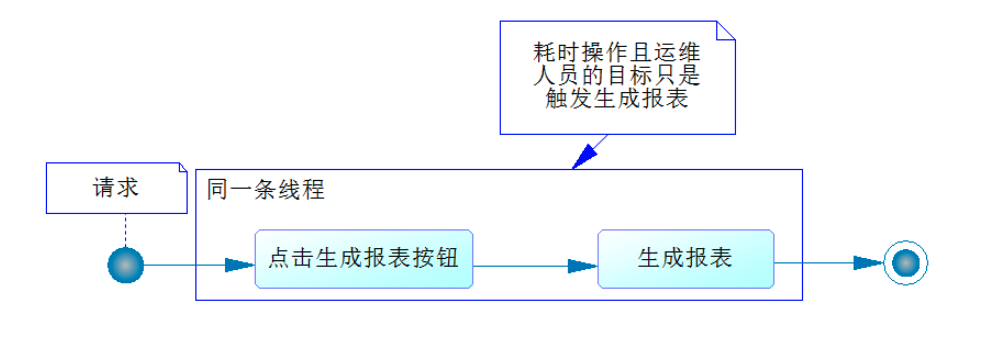 耗时操作且运维
人员的目标只是
触发生成报表
请求
同一条线程
点击生成报表按钮
生成报表